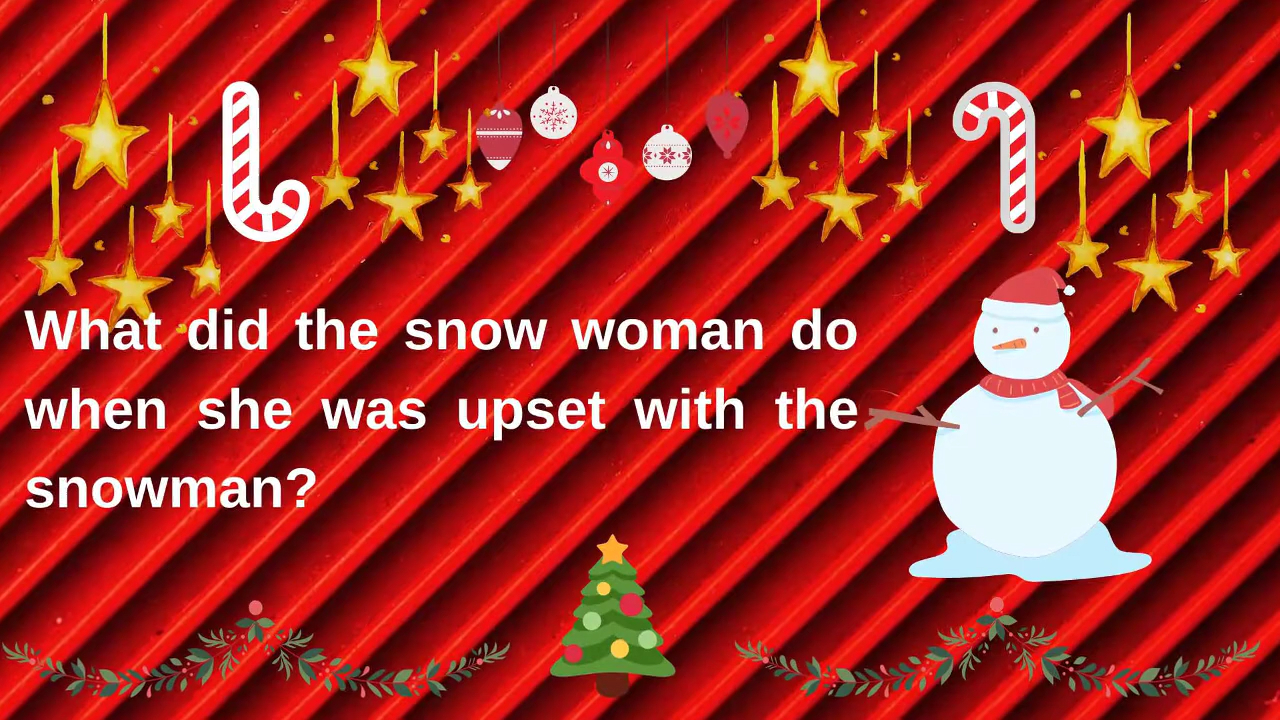 What did the snow woman do
when she was upset with the
snowman?